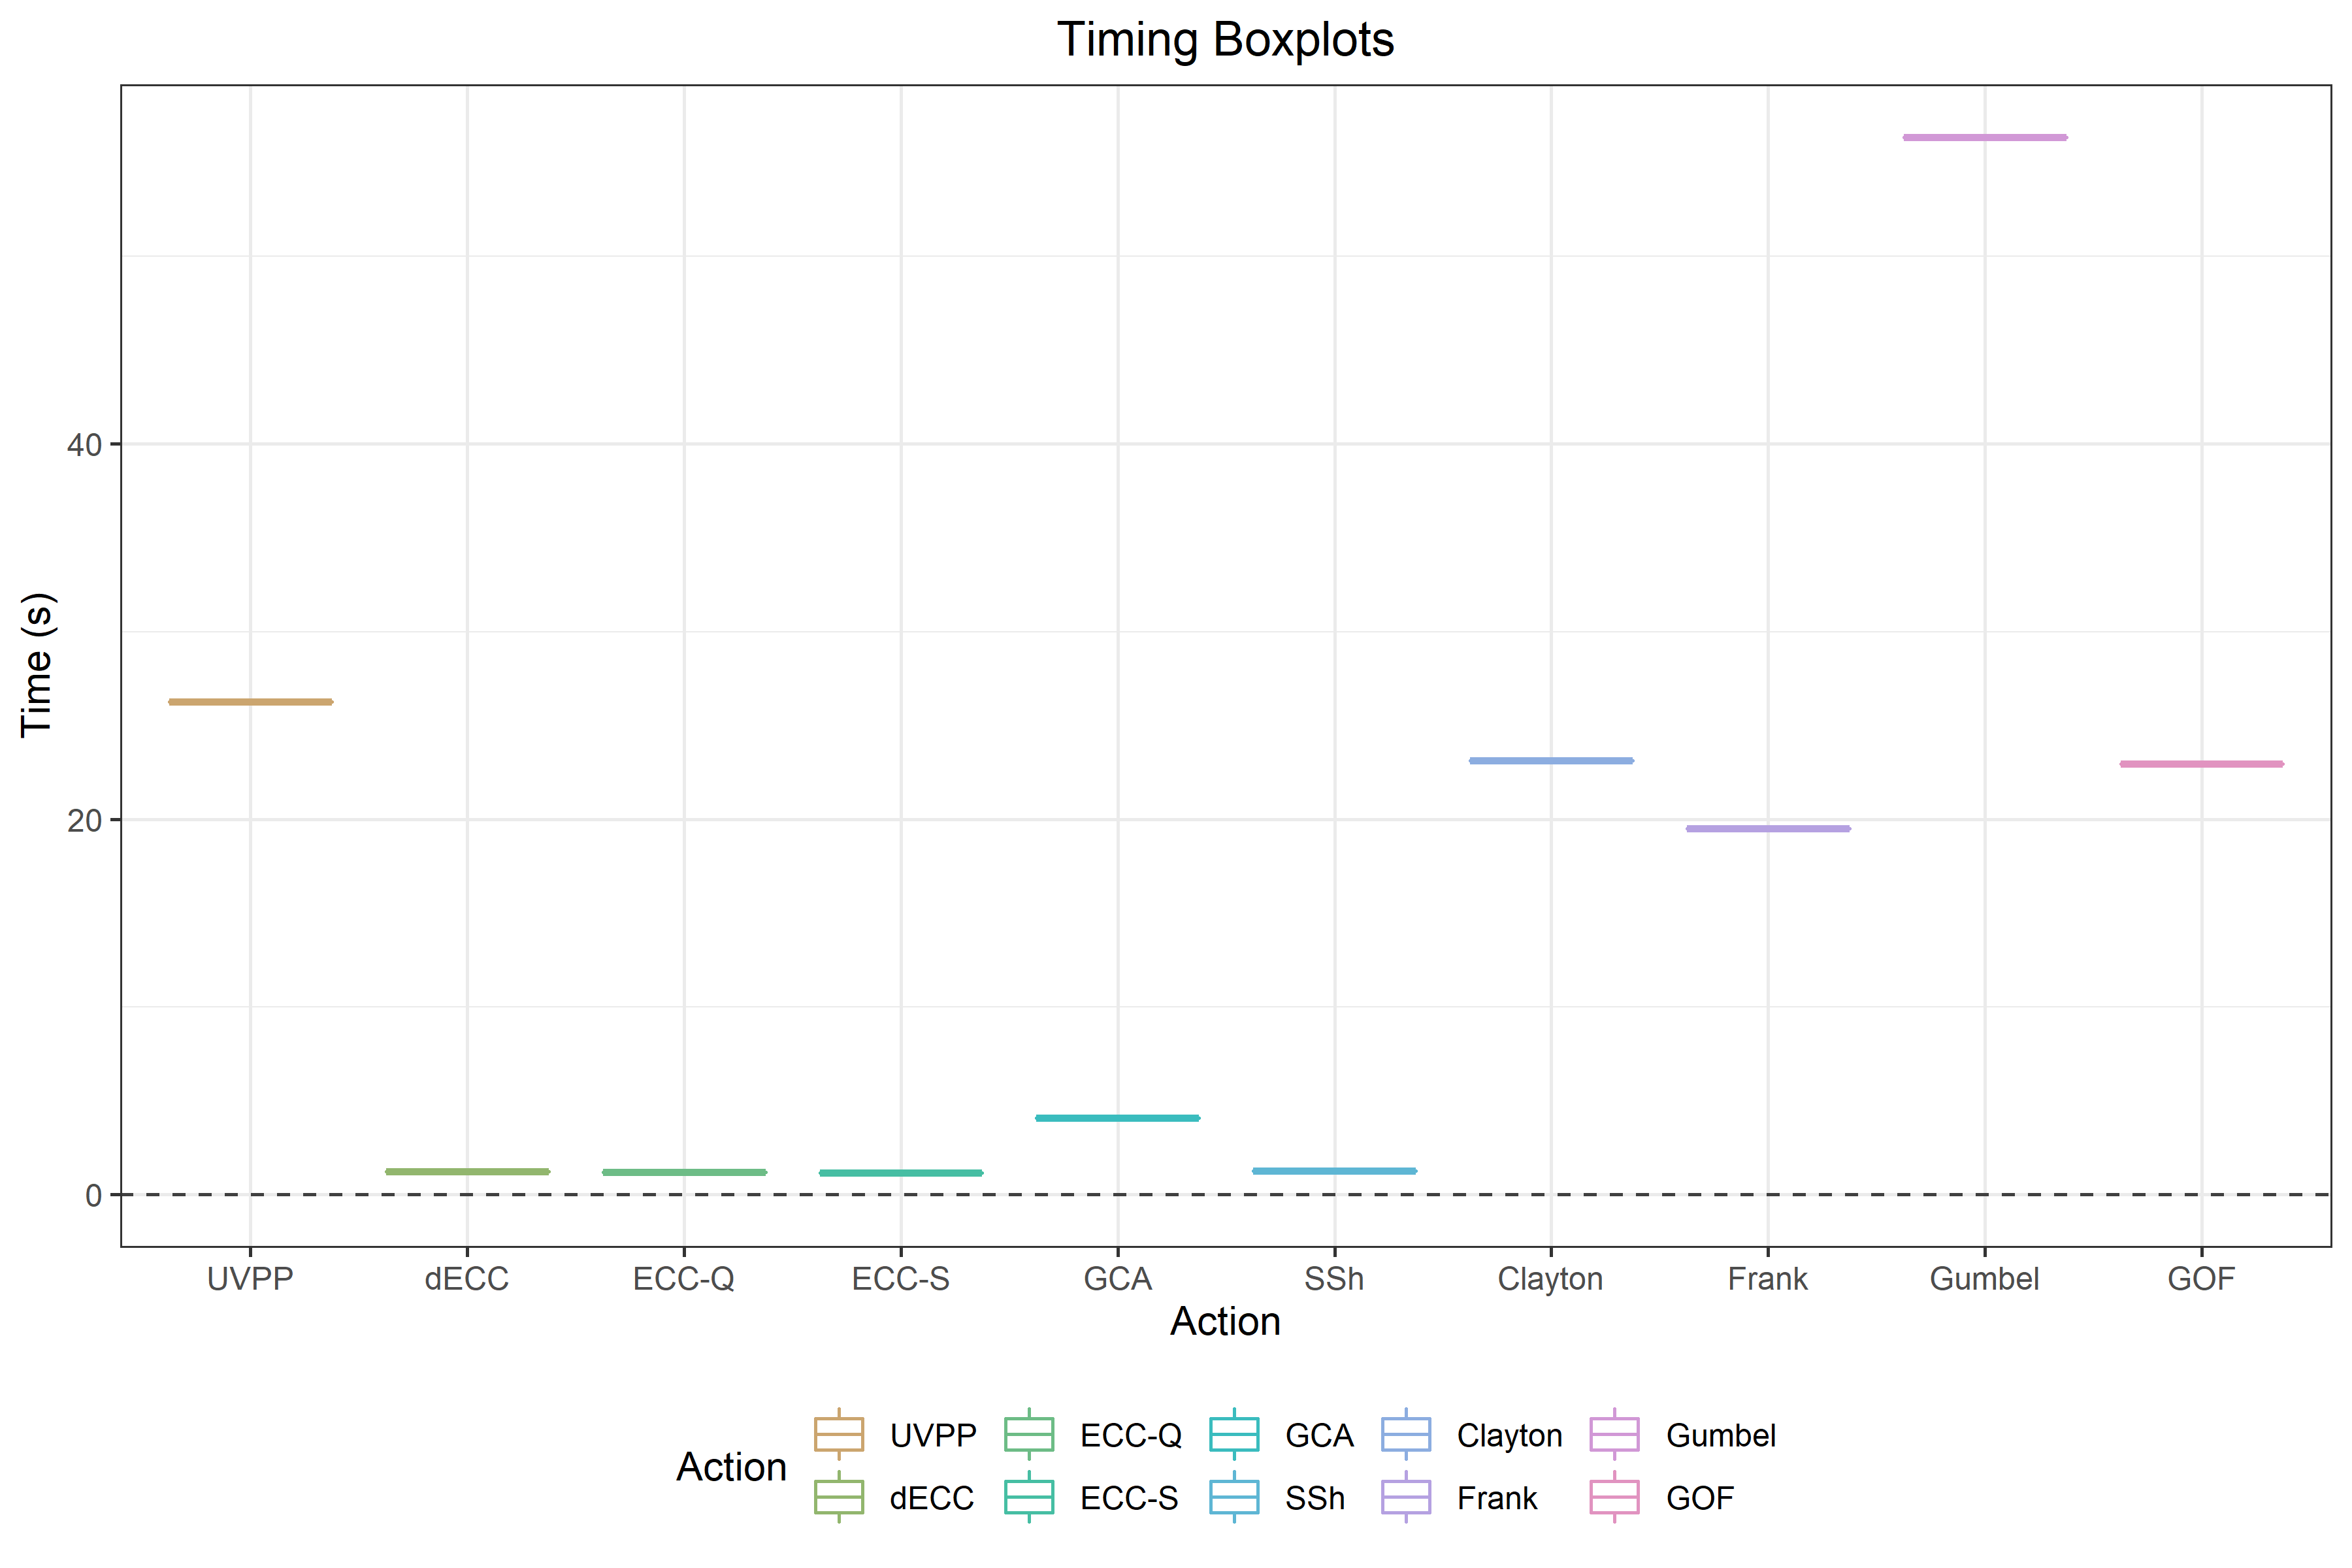 Timing Boxplots
Time (s)
40
20
0
UVPP dECC ECC-Q ECC-S GCA SSh Clayton Frank Gumbel GOF
Action
Action
UVPP ECC-Q GCA Clayton Gumbel
dECC ECC-S SSh Frank GOF